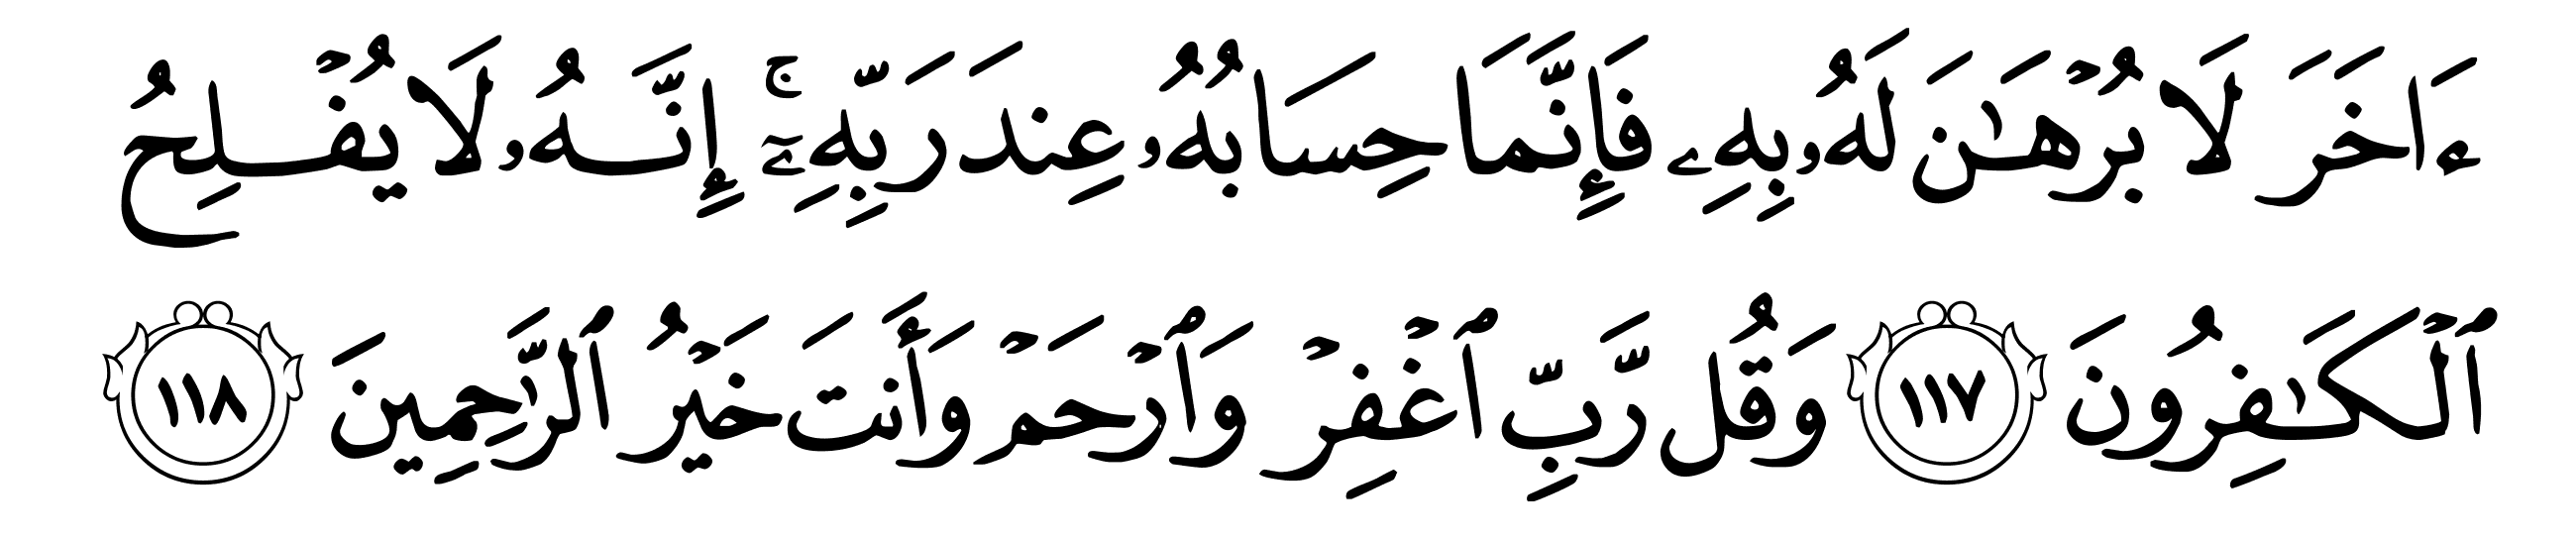 ءَاخَرَ لَا بُرْهَـٰنَ لَهُۥ بِهِۦ فَإِنَّمَا حِسَابُهُۥ عِندَ رَبِّهِۦٓ ۚ إِنَّهُۥ لَا يُفْلِحُ
ٱلْكَـٰفِرُونَ ١١٧ وَقُل رَّبِّ ٱغْفِرْ وَٱرْحَمْ وَأَنتَ خَيْرُ ٱلرَّٰحِمِينَ ١١٨